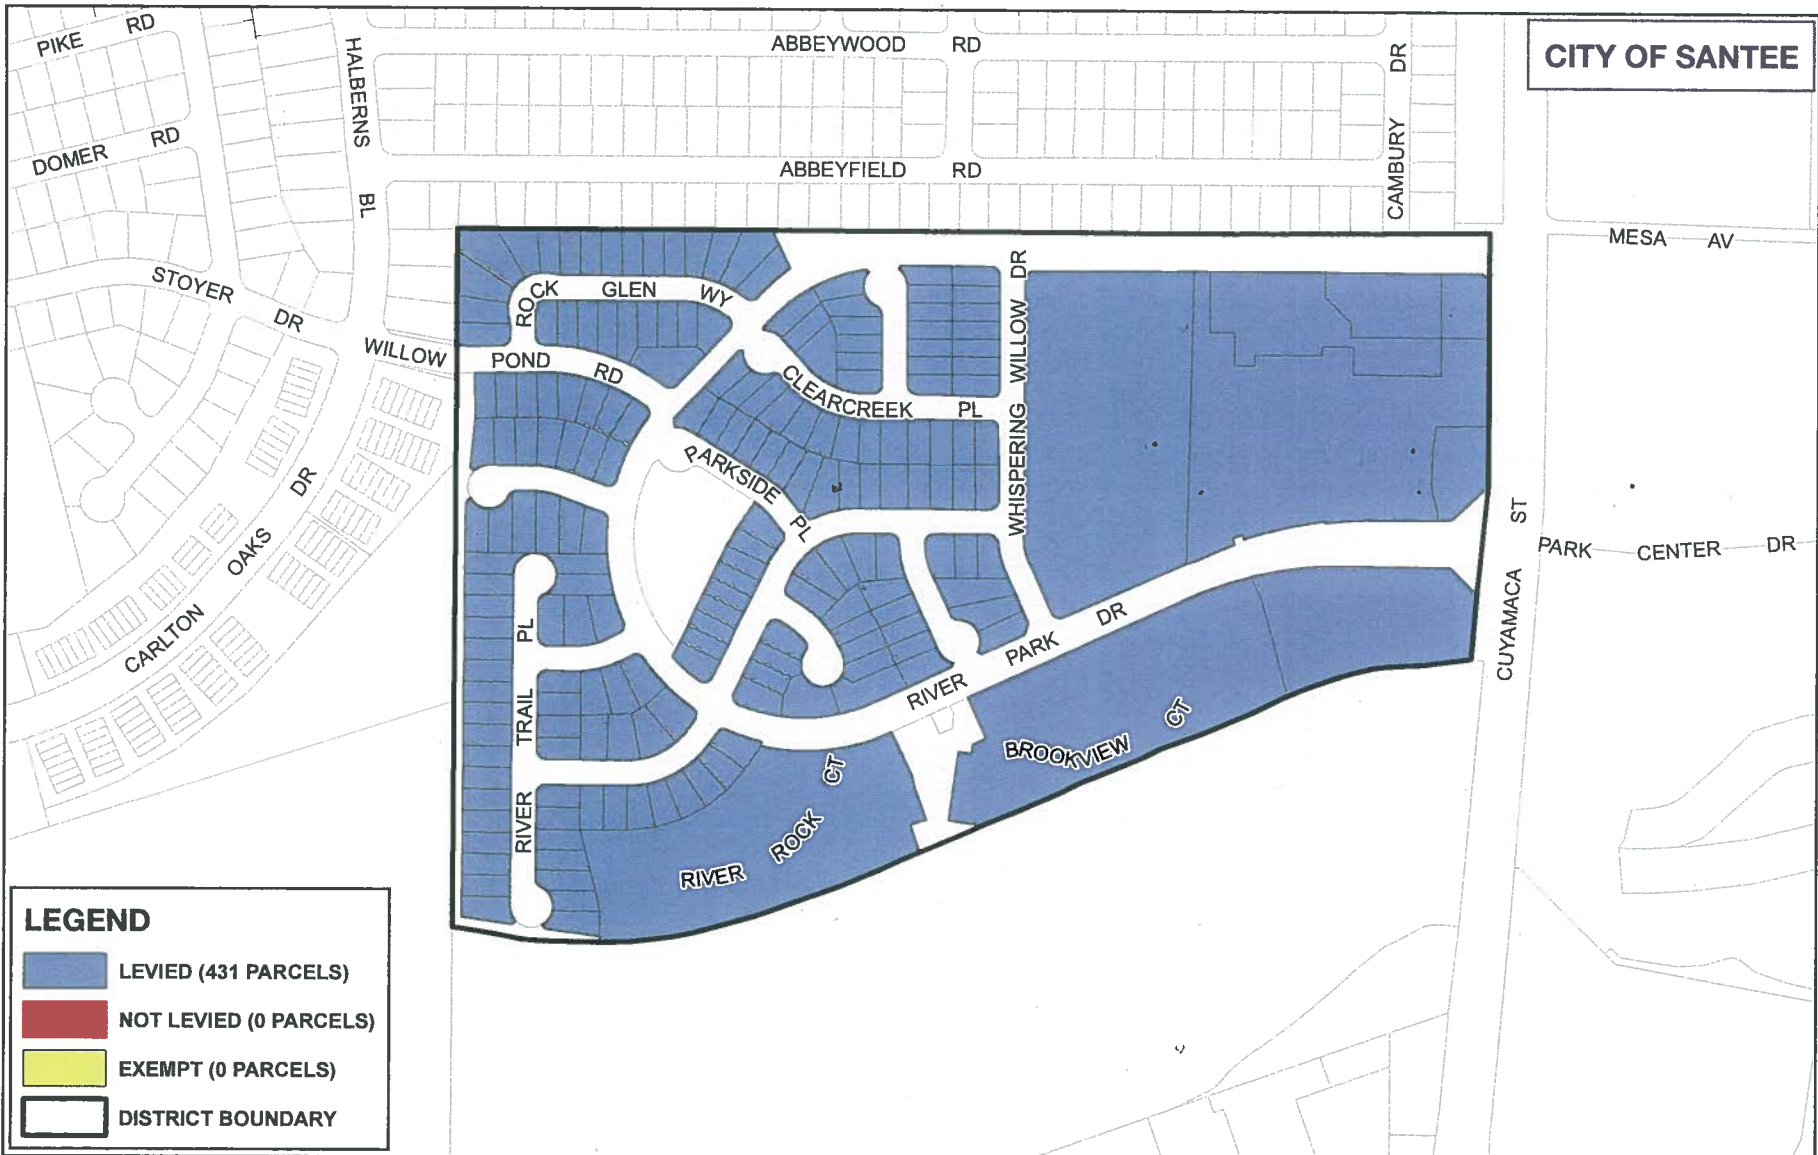 CITY OF SANTEE
PIKE RD
DOMER RD
HALBERNS BL
ABBEYWOOD RD
ABBEYFIELD RD
CAMBURY DR
MESA AV
STOYER DR
WILLOW POND RD
ROCK GLEN WY
CLEARCREEK PL
WHISPERING WILLOW DR
PARKSIDE PL
CARLTON OAKS DR
RIVER TRAIL PL
RIVER PARK DR
PARK CENTER DR
CUYAMACA ST
BROOKVIEW CT
RIVER ROCK CT
LEGEND
LEVIED (431 PARCELS)
NOT LEVIED (0 PARCELS)
EXEMPT (0 PARCELS)
DISTRICT BOUNDARY